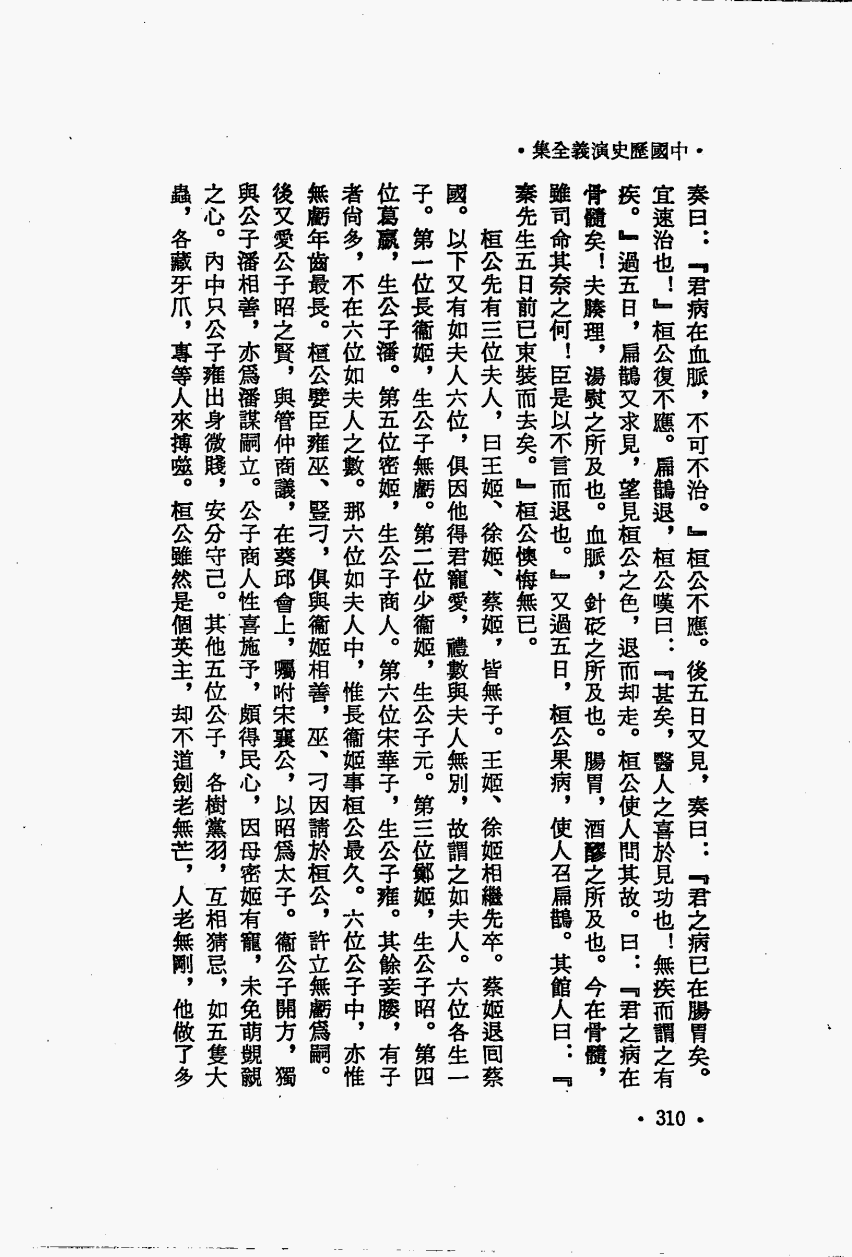 •中國歷史演義全集•
奏曰：『君病在血脈，不可不治。』桓公不應。後五日又見，奏曰：『君之病已在腸胃矣。
宜速治也！』桓公復不應。扁鵲退，桓公嘆曰：『甚矣，醫人之喜於見功也！無疾而謂之有
疾。』過五日，扁鵲又求見，望見桓公之色，退而却走。桓公使人問其故。曰：『君之病在
骨髓矣！夫腠理，湯熨之所及也。血脈，針砭之所及也。腸胃，酒醪之所及也。今在骨髓，
雖司命其奈之何！臣是以不言而退也。』又過五日，桓公果病，使人召扁鵲。其館人曰：『
秦先生五日前已束裝而去矣。』桓公懊悔無已。
桓公先有三位夫人，曰王姬、徐姬、蔡姬，皆無子。王姬、徐姬相繼先卒。蔡姬退回蔡
國。以下又有如夫人六位，俱因他得君寵愛，禮數與夫人無別，故謂之如夫人。六位各生一
子。第一位長衞姬，生公子無虧。第二位少衞姬，生公子元。第三位鄭姬，生公子昭。第四
位葛嬴，生公子潘。第五位密姬，生公子商人。第六位宋華子，生公子雍。其餘妾媵，有子
者尚多，不在六位如夫人之數。那六位如夫人中，惟長衞姬事桓公最久。六位公子中，亦惟
無虧年齒最長。桓公嬖臣雍巫、豎刁，俱與衞姬相善，巫、刁因請於桓公，許立無虧爲嗣。
後又愛公子昭之賢，與管仲商議，在葵邱會上，囑咐宋襄公，以昭爲太子。衞公子開方，獨
與公子潘相善，亦爲潘謀嗣立。公子商人性喜施予，頗得民心，因母密姬有寵，未免萌覬覦
之心。內中只公子雍出身微賤，安分守己。其他五位公子，各樹黨羽，互相猜忌，如五隻大
蟲，各藏牙爪，專等人來搏噬。桓公雖然是個英主，却不道劍老無芒，人老無剛，他做了多
•310•